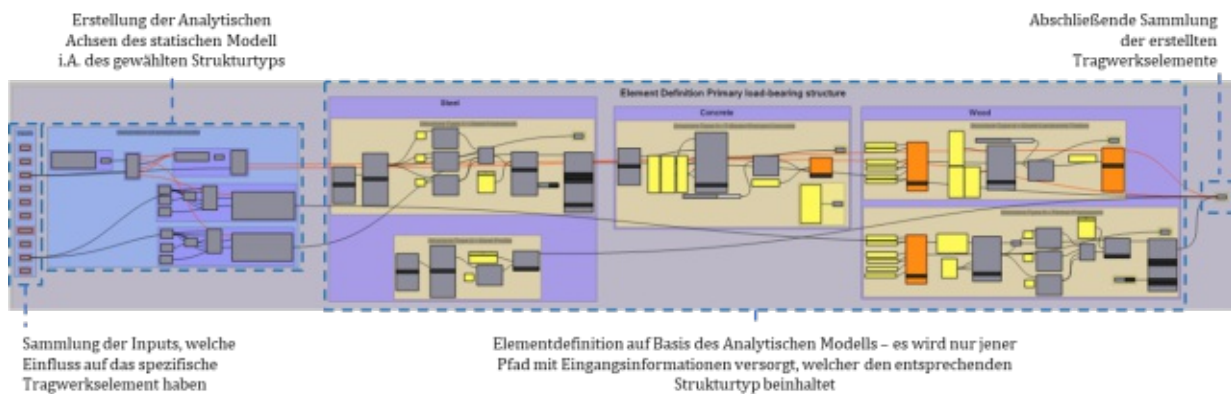 Erstellung der Analytischen
Achsen des statischen Modell
i.A. des gewählten Strukturtyps
Abschließende Sammlung
der erstellten
Tragwerkselemente
Element Definition Primary load-bearing structure
Steel
Concrete
Wood
Sammlung der Inputs, welche
Einfluss auf das spezifische
Tragwerkselement haben
Elementdefinition auf Basis des Analytischen Modells – es wird nur jener
Pfad mit Eingangsinformationen versorgt, welcher den entsprechenden
Strukturtyp beinhaltet